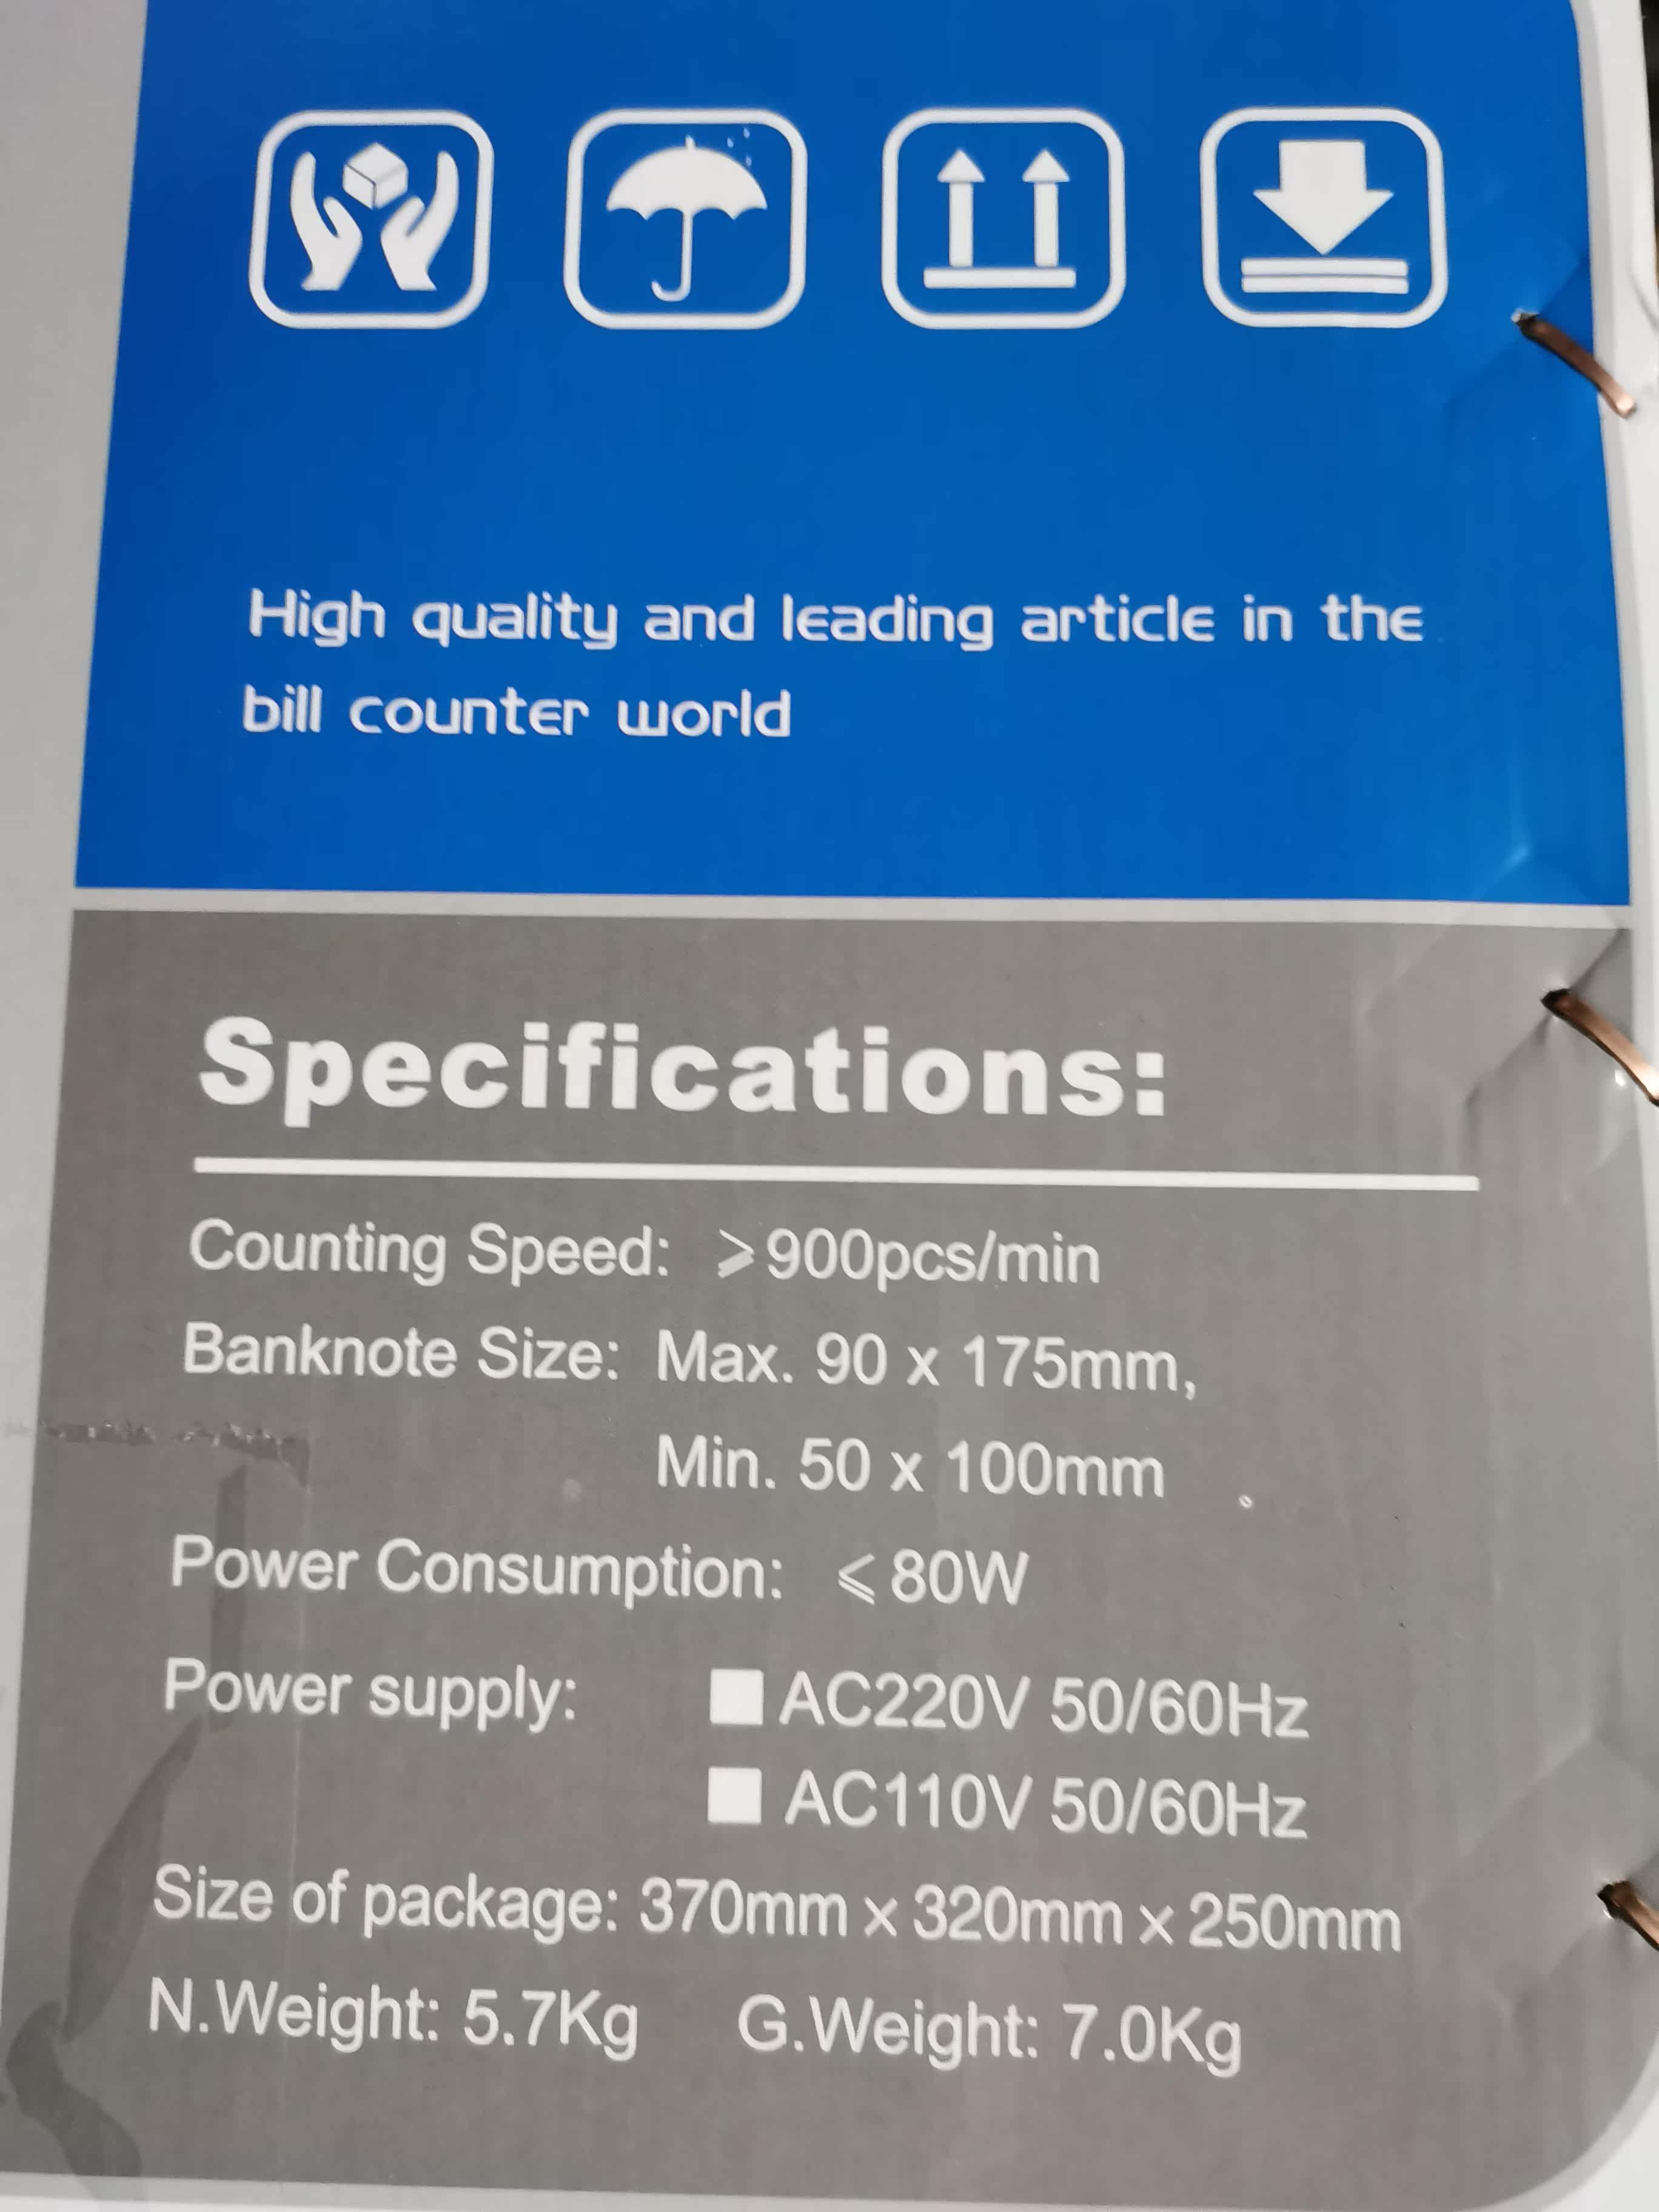 High quality and leading article in the
bill counter world
Specifications:
Counting Speed: ⩾900pcs/min
Banknote Size: Max. 90 x 175mm,
Min. 50 x 100mm
Power Consumption: ⩽80W
Power supply: ■ AC220V 50/60Hz
■ AC110V 50/60Hz
Size of package: 370mm x 320mm x 250mm
N.Weight: 5.7Kg G.Weight: 7.0Kg